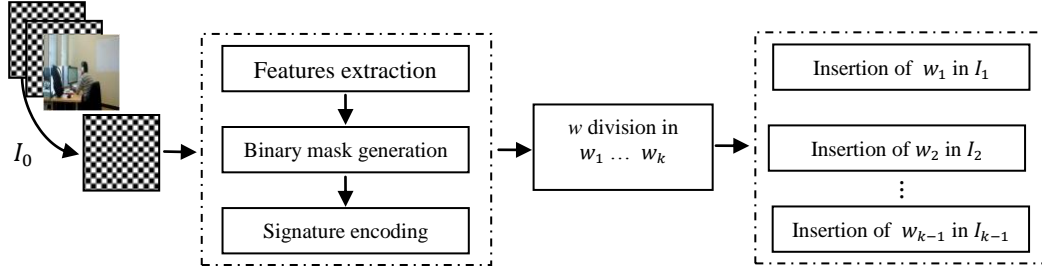 I₀
Features extraction
Binary mask generation
Signature encoding
w division in
w₁ … wₖ
Insertion of w₁ in I₁
Insertion of w₂ in I₂
⋮
Insertion of wₖ₋₁ in Iₖ₋₁